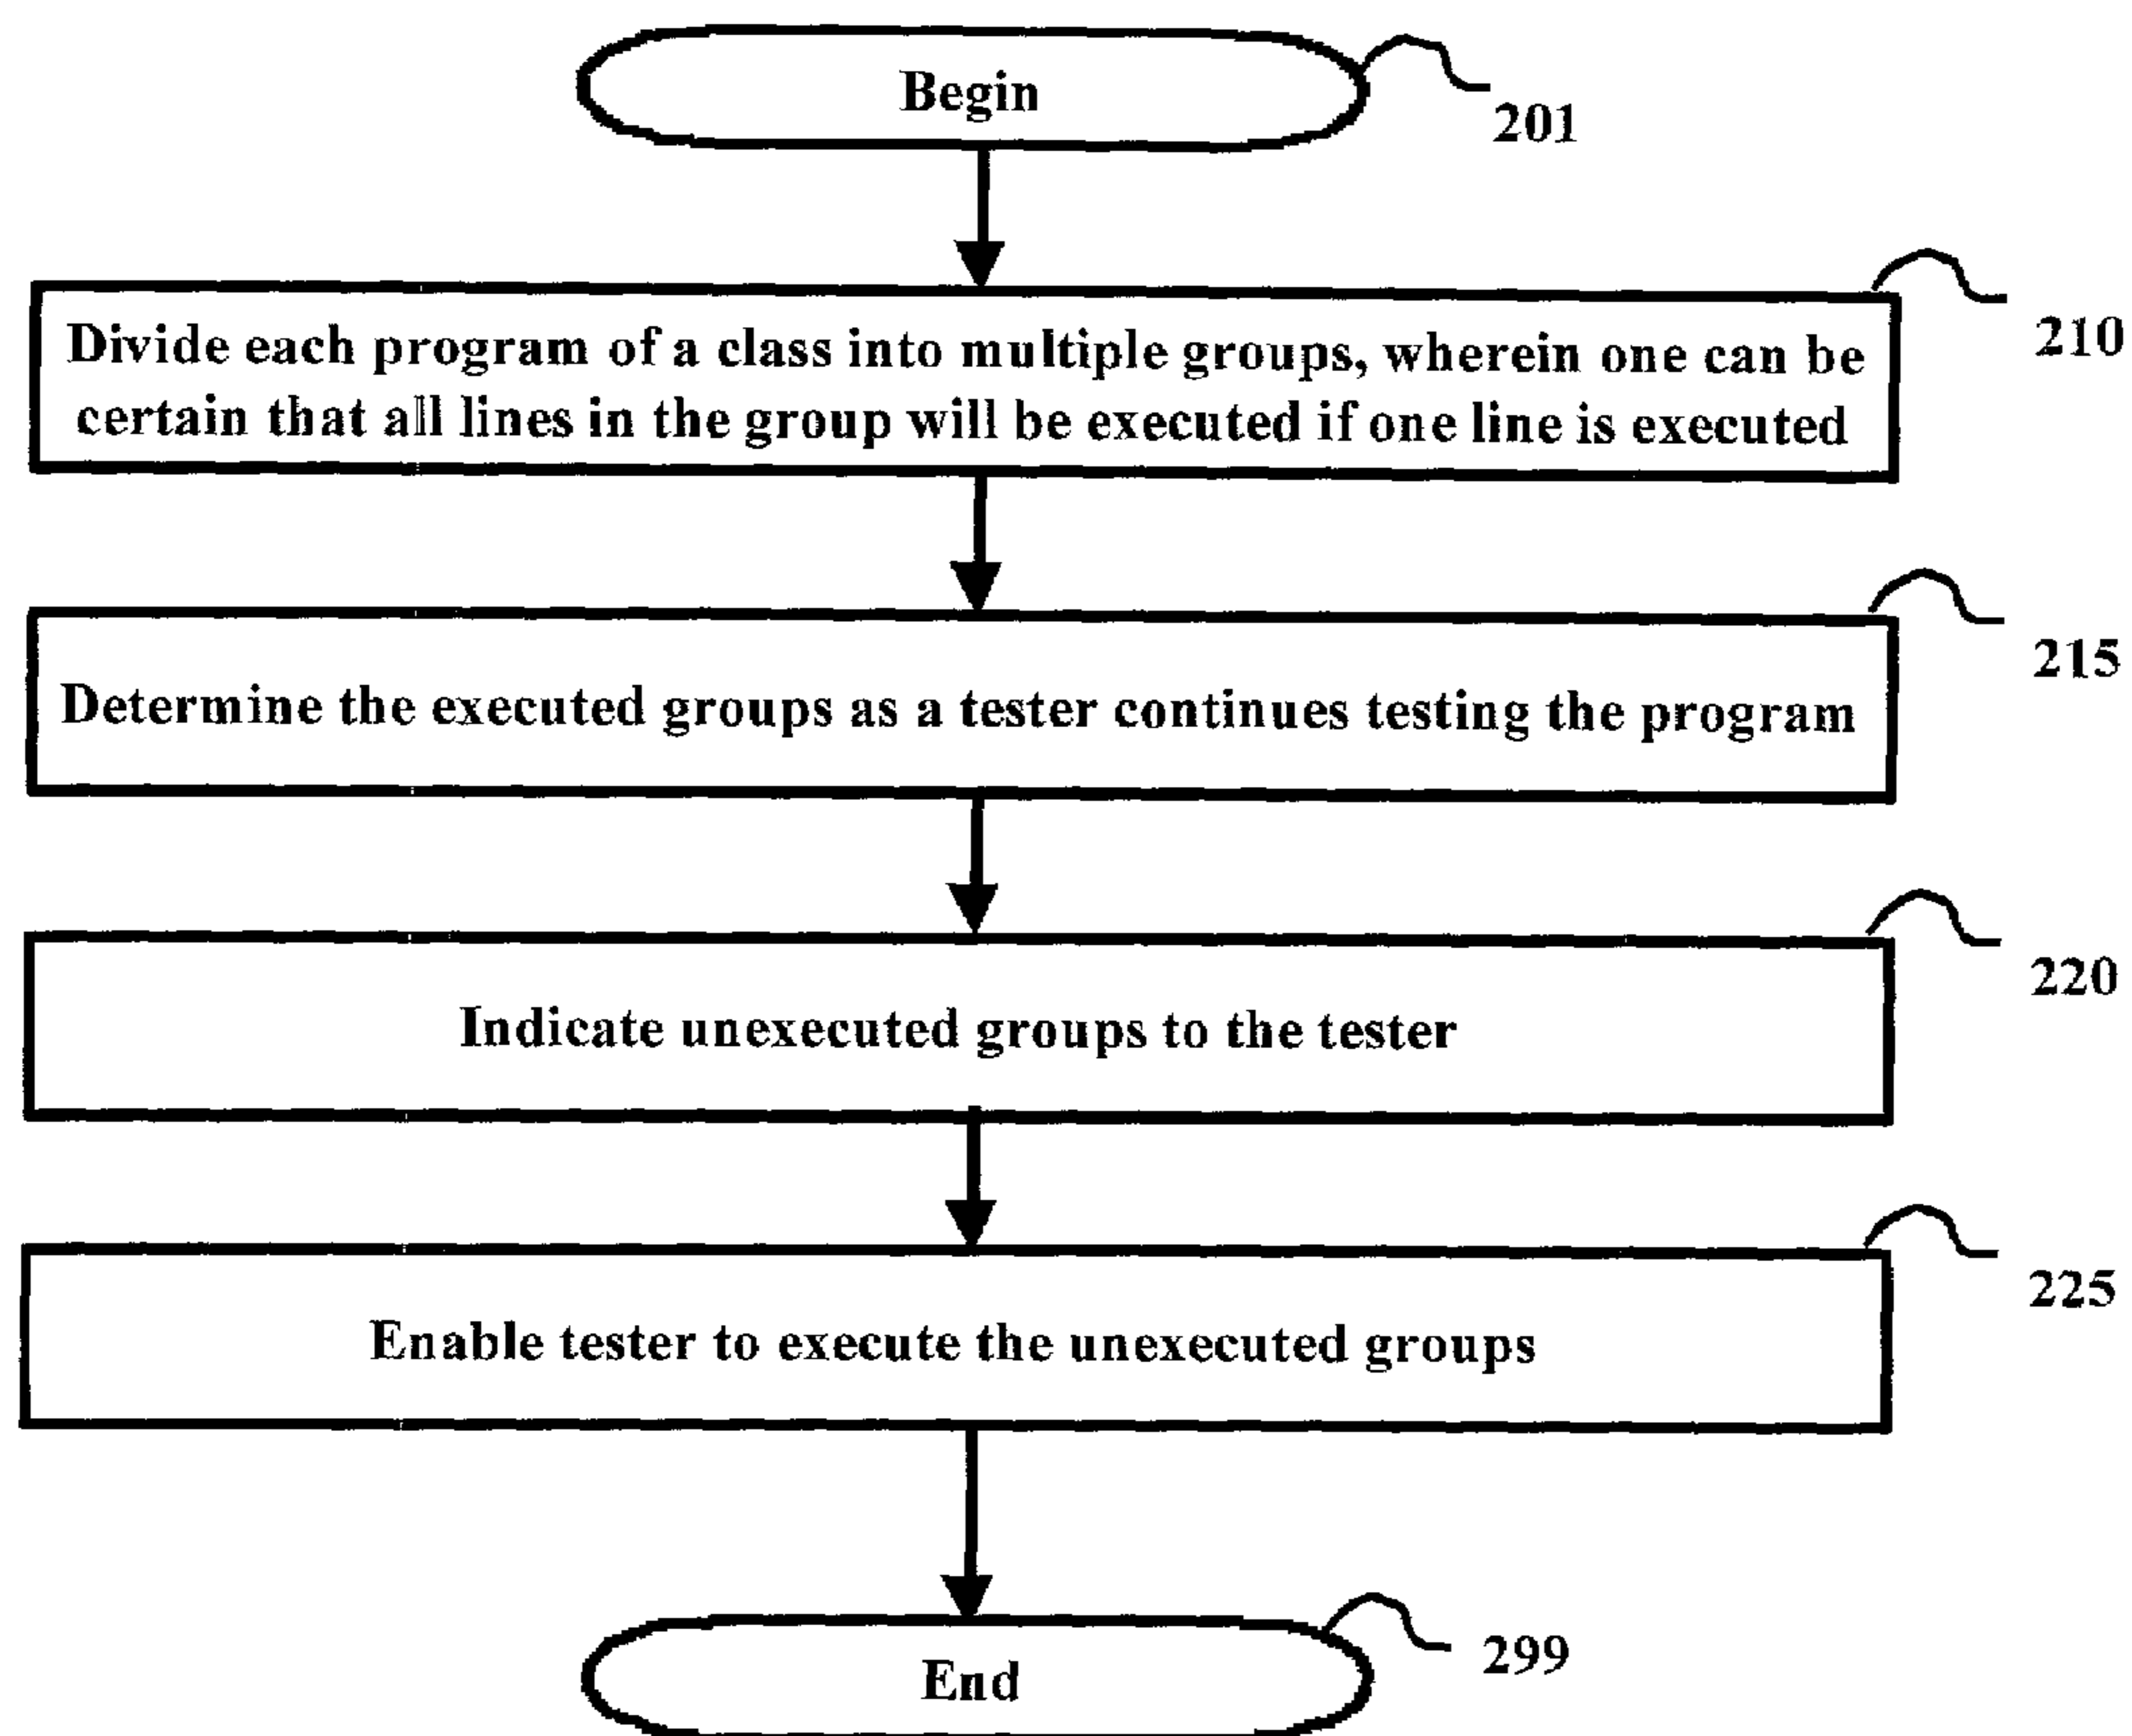 Begin
201
Divide each program of a class into multiple groups, wherein one can be
certain that all lines in the group will be executed if one line is executed
210
Determine the executed groups as a tester continues testing the program
215
Indicate unexecuted groups to the tester
220
Enable tester to execute the unexecuted groups
225
End
299